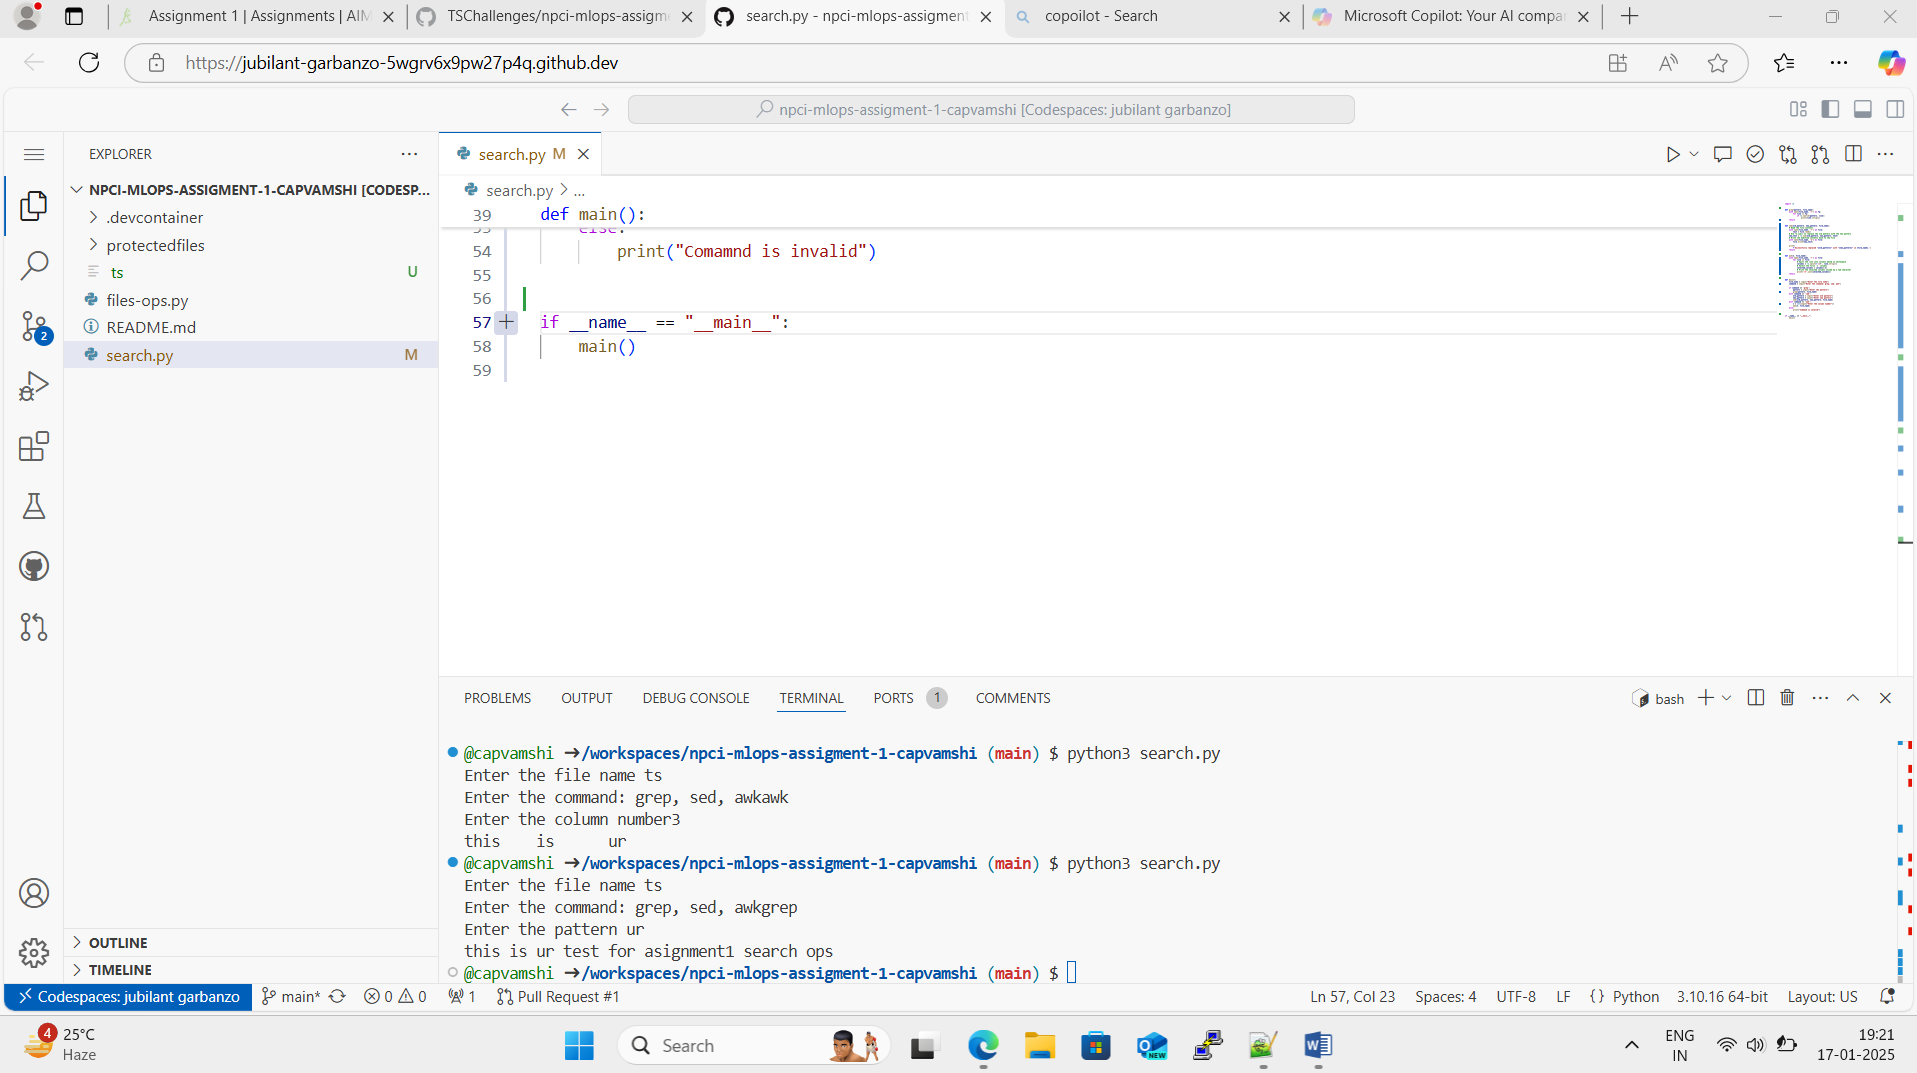 Assignment 1 | Assignments | AIM
TSChallenges/npci-mlops-assigm
search.py - npci-mlops-assigment
copoilot - Search
Microsoft Copilot: Your AI compa
https://jubilant-garbanzo-5wgrv6x9pw27p4q.github.dev
npci-mlops-assigment-1-capvamshi [Codespaces: jubilant garbanzo]
EXPLORER
NPCI-MLOPS-ASSIGMENT-1-CAPVAMSHI [CODESP...
.devcontainer
protectedfiles
ts U
files-ops.py
README.md
search.py M
2
OUTLINE
TIMELINE
search.py M
search.py > ...
39 def main():
53 else:
54 print("Comamnd is invalid")
55
56
57 if __name__ == "__main__":
58 main()
59
PROBLEMS OUTPUT DEBUG CONSOLE TERMINAL PORTS 1 COMMENTS
bash
@capvamshi ➜/workspaces/npci-mlops-assigment-1-capvamshi (main) $ python3 search.py
Enter the file name ts
Enter the command: grep, sed, awkawk
Enter the column number3
this is ur
@capvamshi ➜/workspaces/npci-mlops-assigment-1-capvamshi (main) $ python3 search.py
Enter the file name ts
Enter the command: grep, sed, awkgrep
Enter the pattern ur
this is ur test for asignment1 search ops
@capvamshi ➜/workspaces/npci-mlops-assigment-1-capvamshi (main) $
Codespaces: jubilant garbanzo main* 0 0 1 Pull Request #1
Ln 57, Col 23 Spaces: 4 UTF-8 LF {} Python 3.10.16 64-bit Layout: US
4
25°C
Haze
Search
NEW
ENG
IN
19:21
17-01-2025